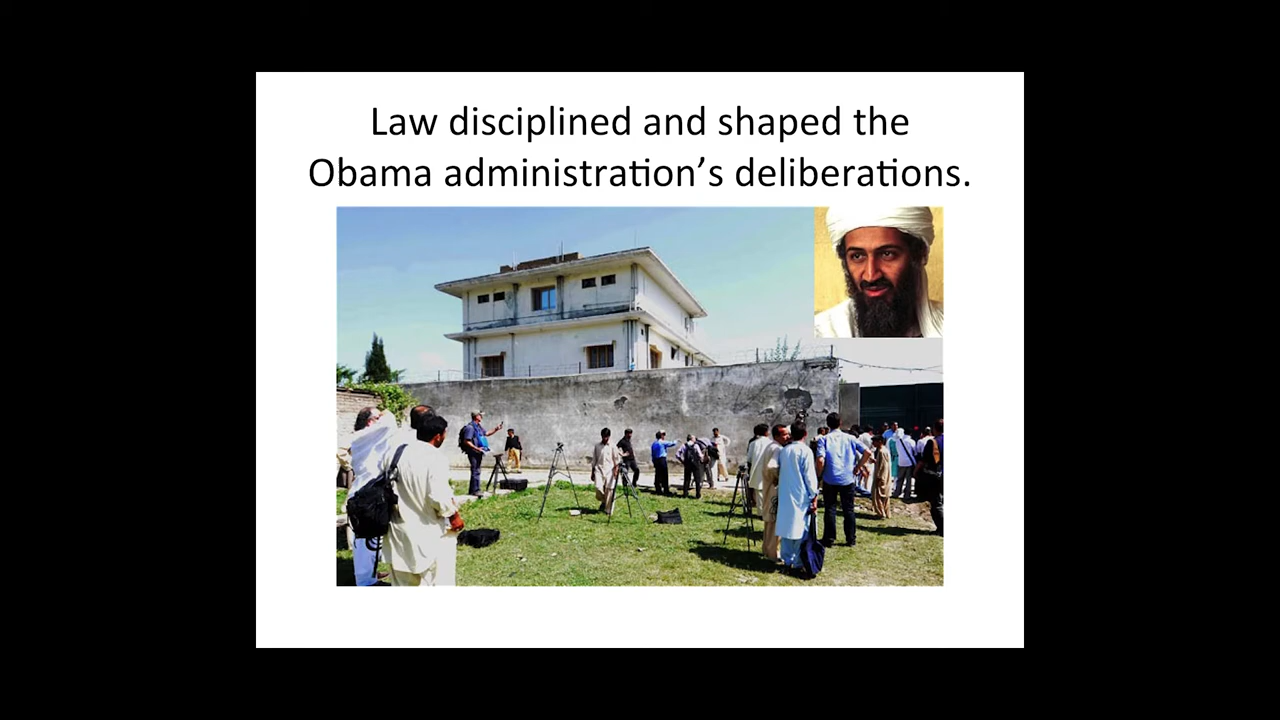 Law disciplined and shaped the
Obama administration’s deliberations.